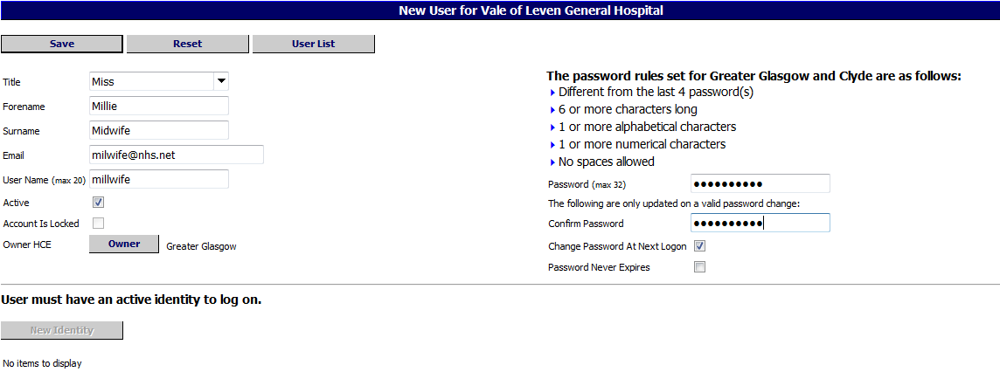 New User for Vale of Leven General Hospital
Save Reset User List
Title Miss
Forename Millie
Surname Midwife
Email milwife@nhs.net
User Name (max 20) millwife
Active
Account Is Locked
Owner HCE Owner Greater Glasgow
The password rules set for Greater Glasgow and Clyde are as follows:
Different from the last 4 password(s)
6 or more characters long
1 or more alphabetical characters
1 or more numerical characters
No spaces allowed
Password (max 32) ●●●●●●●●●●
The following are only updated on a valid password change:
Confirm Password ●●●●●●●●●●
Change Password At Next Logon
Password Never Expires
User must have an active identity to log on.
New Identity
No items to display